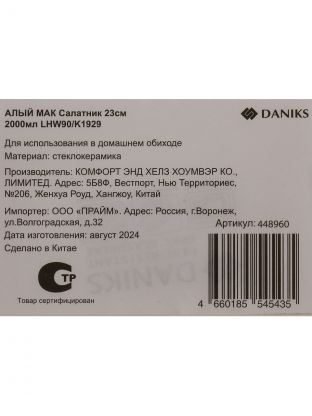 АЛЫЙ МАК Салатник 23см
2000мл LHW90/K1929
DANIKS
Для использования в домашнем обиходе
Материал: стеклокерамика
Производитель: КОМФОРТ ЭНД ХЕЛЗ ХОУМВЭР КО.,
ЛИМИТЕД. Адрес: 5Б8Ф, Вестпорт, Нью Территориес,
№206, Женхуа Роуд, Хангжоу, Китай
Импортер: ООО «ПРАЙМ». Адрес: Россия, г.Воронеж,
ул.Волгоградская, д.32
Артикул: 448960
Дата изготовления: август 2024
Сделано в Китае
ТР
Товар сертифицирован
4 660185 545435